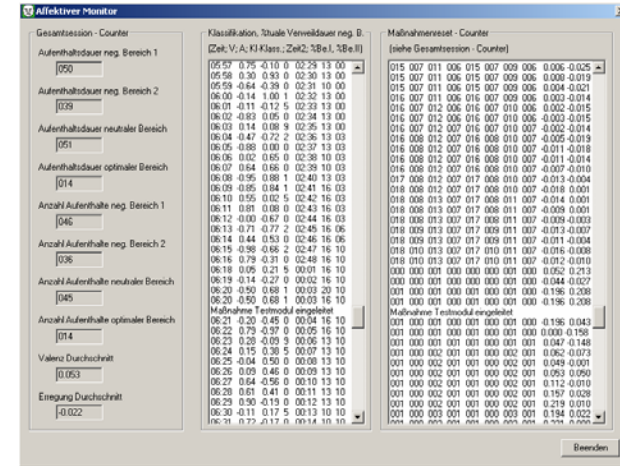 Affektiver Monitor
Gesamtsession - Counter
Aufenthaltsdauer neg. Bereich 1
050
Aufenthaltsdauer neg. Bereich 2
039
Aufenthaltsdauer neutraler Bereich
051
Aufenthaltsdauer optimaler Bereich
014
Anzahl Aufenthalte neg. Bereich 1
046
Anzahl Aufenthalte neg. Bereich 2
036
Anzahl Aufenthalte neutraler Bereich
045
Anzahl Aufenthalte optimaler Bereich
014
Valenz Durchschnitt
0.053
Erregung Durchschnitt
-0.022
Klassifikation, %tuale Verweildauer neg. B.
(Zeit; V; A; Kl-Klass.; Zeit2; %Be.I, %Be.II)
05:57 0.75 -0.10 0 02:29 13 00
05:58 0.30 0.93 0 02:30 13 00
05:59 -0.64 -0.39 0 02:31 10 00
06:00 -0.14 1.00 1 02:32 13 00
06:01 -0.11 -0.12 5 02:33 13 00
06:02 -0.83 0.05 0 02:34 13 00
06:03 0.14 0.08 9 02:35 13 00
06:04 -0.47 0.72 2 02:36 13 03
06:05 -0.88 0.00 0 02:37 13 03
06:06 0.02 0.65 0 02:38 10 03
06:07 0.64 0.66 0 02:39 10 03
06:08 -0.95 0.88 1 02:40 13 03
06:09 -0.85 0.84 1 02:41 16 03
06:10 0.55 0.02 5 02:42 16 03
06:11 0.81 0.08 0 02:43 16 03
06:12 -0.00 0.67 0 02:44 16 03
06:13 -0.71 -0.77 2 02:45 16 06
06:14 0.44 0.53 0 02:46 16 06
06:15 -0.98 -0.66 2 02:47 16 10
06:16 0.79 -0.31 0 02:48 16 10
06:18 0.05 0.21 5 00:01 16 10
06:19 -0.14 -0.27 0 00:02 16 10
06:20 -0.50 0.68 1 00:03 20 10
06:20 -0.50 0.68 1 00:03 16 10
Maßnahme Testmodul eingeleitet
06:21 -0.20 -0.45 0 00:04 16 10
06:22 0.79 -0.97 0 00:05 16 10
06:23 0.28 -0.09 9 00:06 13 10
06:24 0.15 0.38 5 00:07 13 10
06:25 -0.04 0.50 0 00:08 13 10
06:26 0.09 0.46 0 00:09 13 10
06:27 0.64 -0.56 0 00:10 13 10
06:28 0.61 0.41 0 00:11 13 10
06:29 0.90 -0.19 0 00:12 13 10
06:30 -0.11 0.17 5 00:13 10 10
06:31 0.72 -0.17 0 00:14 10 10
Maßnahmenreset - Counter
(siehe Gesamtsession - Counter)
015 007 011 006 015 007 009 006 0.006 -0.025
015 007 011 006 015 007 009 006 0.000 -0.019
015 007 011 006 015 007 009 006 0.004 -0.021
016 007 011 006 016 007 009 006 0.003 -0.014
016 007 012 006 016 007 010 006 0.002 -0.015
016 007 012 006 016 007 010 006 -0.003 -0.015
016 007 012 007 016 007 010 007 -0.002 -0.014
016 008 012 007 016 008 010 007 -0.005 -0.019
016 008 012 007 016 008 010 007 -0.011 -0.018
016 008 012 007 016 008 010 007 -0.011 -0.014
016 008 012 007 016 008 010 007 -0.007 -0.010
017 008 012 007 017 008 010 007 -0.013 -0.004
018 008 012 007 017 008 010 007 -0.018 0.001
018 008 013 007 017 008 011 007 -0.014 0.001
018 008 013 007 017 008 011 007 -0.009 0.001
018 008 013 007 017 008 011 007 -0.009 -0.003
018 009 013 007 017 009 011 007 -0.013 -0.007
018 009 013 007 017 009 011 007 -0.011 -0.004
018 010 013 007 017 010 011 007 -0.016 -0.008
018 010 013 007 017 010 011 007 -0.012 -0.010
000 000 001 000 000 000 001 000 0.052 0.213
000 000 001 000 000 000 001 000 -0.044 -0.027
001 000 001 000 001 000 001 000 -0.196 0.208
001 000 001 000 001 000 001 000 -0.196 0.208
Maßnahme Testmodul eingeleitet
001 000 001 000 001 000 001 000 -0.196 0.043
001 000 001 000 001 000 001 000 0.000 -0.158
001 000 001 001 001 000 001 001 0.047 -0.148
001 000 002 001 001 000 002 001 0.062 -0.073
001 000 002 001 001 000 002 001 0.049 -0.001
001 000 002 001 001 000 002 001 0.053 0.050
001 000 002 001 001 000 002 001 0.112 -0.010
001 000 002 001 001 000 002 001 0.157 0.028
001 000 002 001 001 000 002 001 0.219 0.010
001 000 003 001 001 000 003 001 0.194 0.022
Beenden